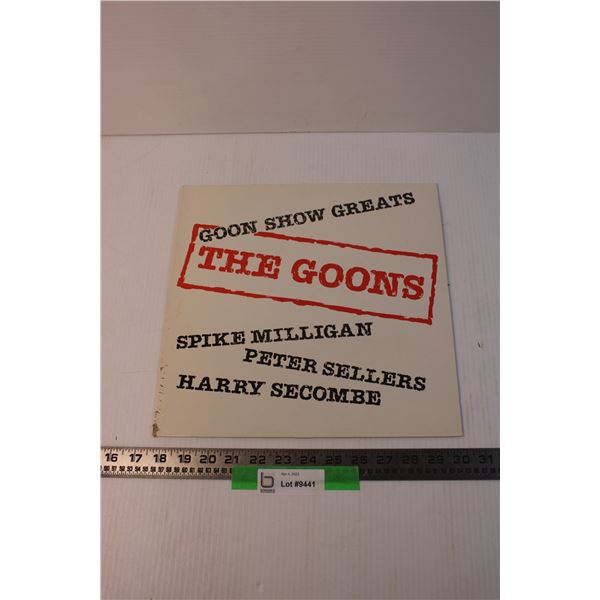 GOON SHOW GREATS
THE GOONS
SPIKE MILLIGAN
PETER SELLERS
HARRY SECOMBE
16 17 18 19 20 21 22 23 24 25 26 27 28 29 30 31
b
Lot #9441